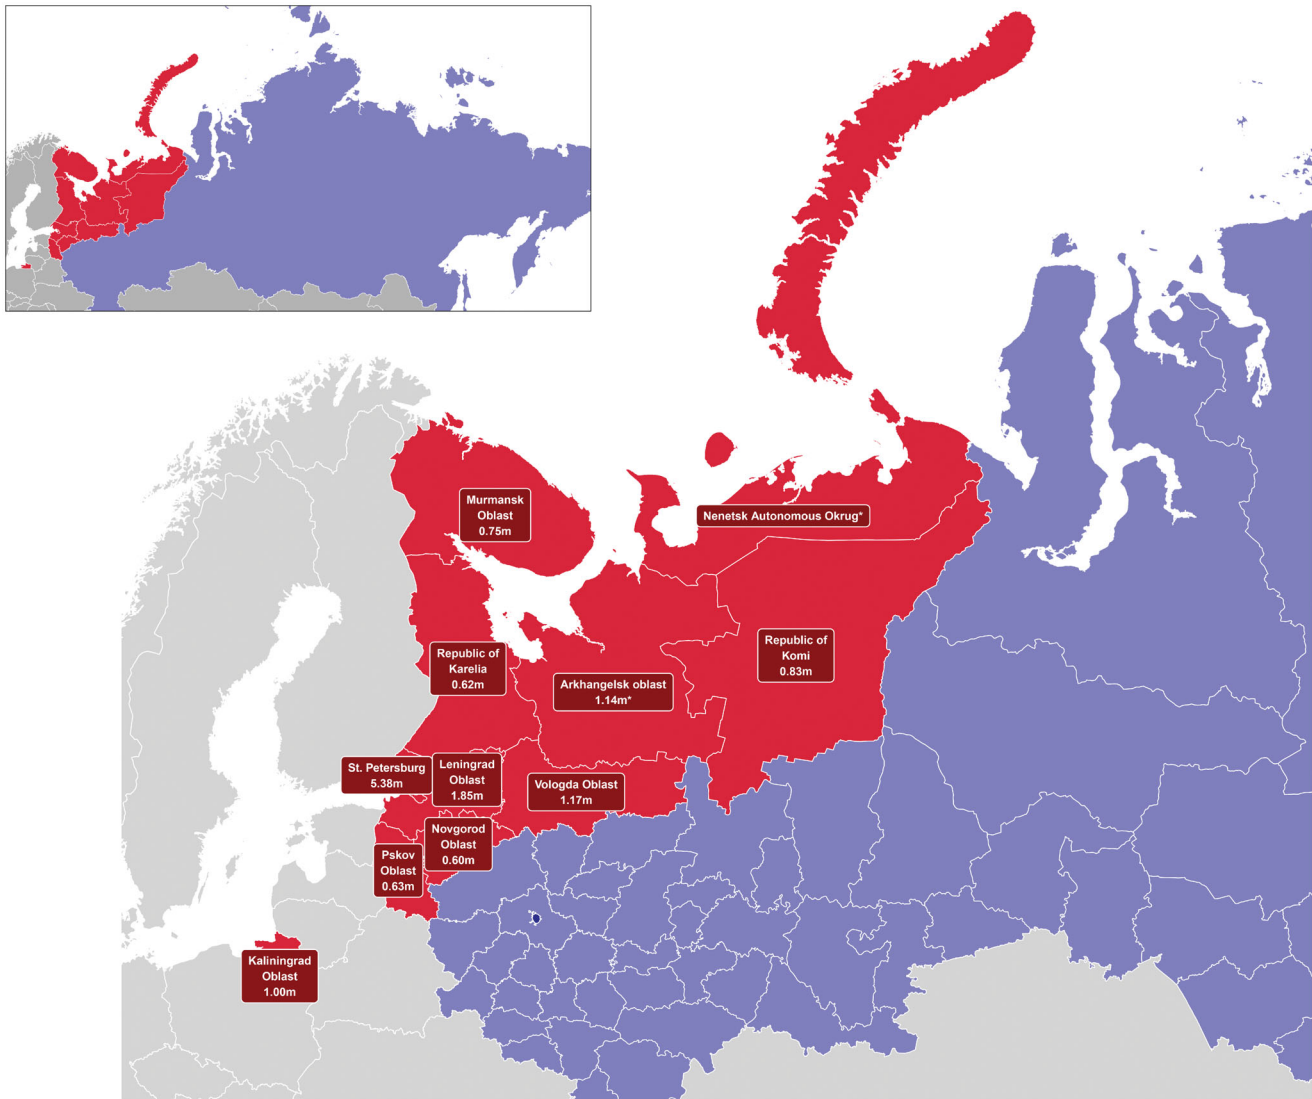 Murmansk
Oblast
0.75m
Nenetsk Autonomous Okrug*
Republic of
Karelia
0.62m
Republic of
Komi
0.83m
Arkhangelsk oblast
1.14m*
St. Petersburg
5.38m
Leningrad
Oblast
1.85m
Vologda Oblast
1.17m
Novgorod
Oblast
0.60m
Pskov
Oblast
0.63m
Kaliningrad
Oblast
1.00m